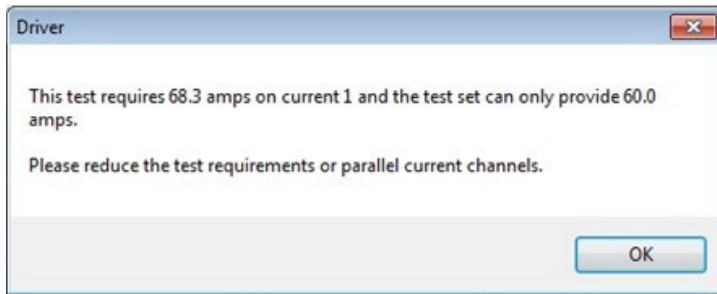 Driver
This test requires 68.3 amps on current 1 and the test set can only provide 60.0
amps.
Please reduce the test requirements or parallel current channels.
OK